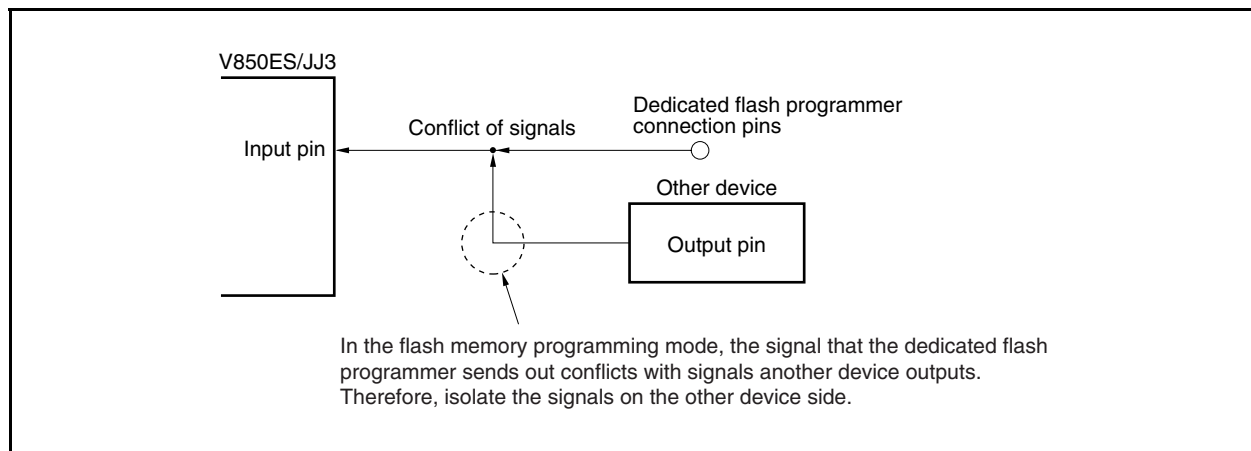 V850ES/JJ3
Dedicated flash programmer
connection pins
Conflict of signals
Input pin
Other device
Output pin
In the flash memory programming mode, the signal that the dedicated flash
programmer sends out conflicts with signals another device outputs.
Therefore, isolate the signals on the other device side.